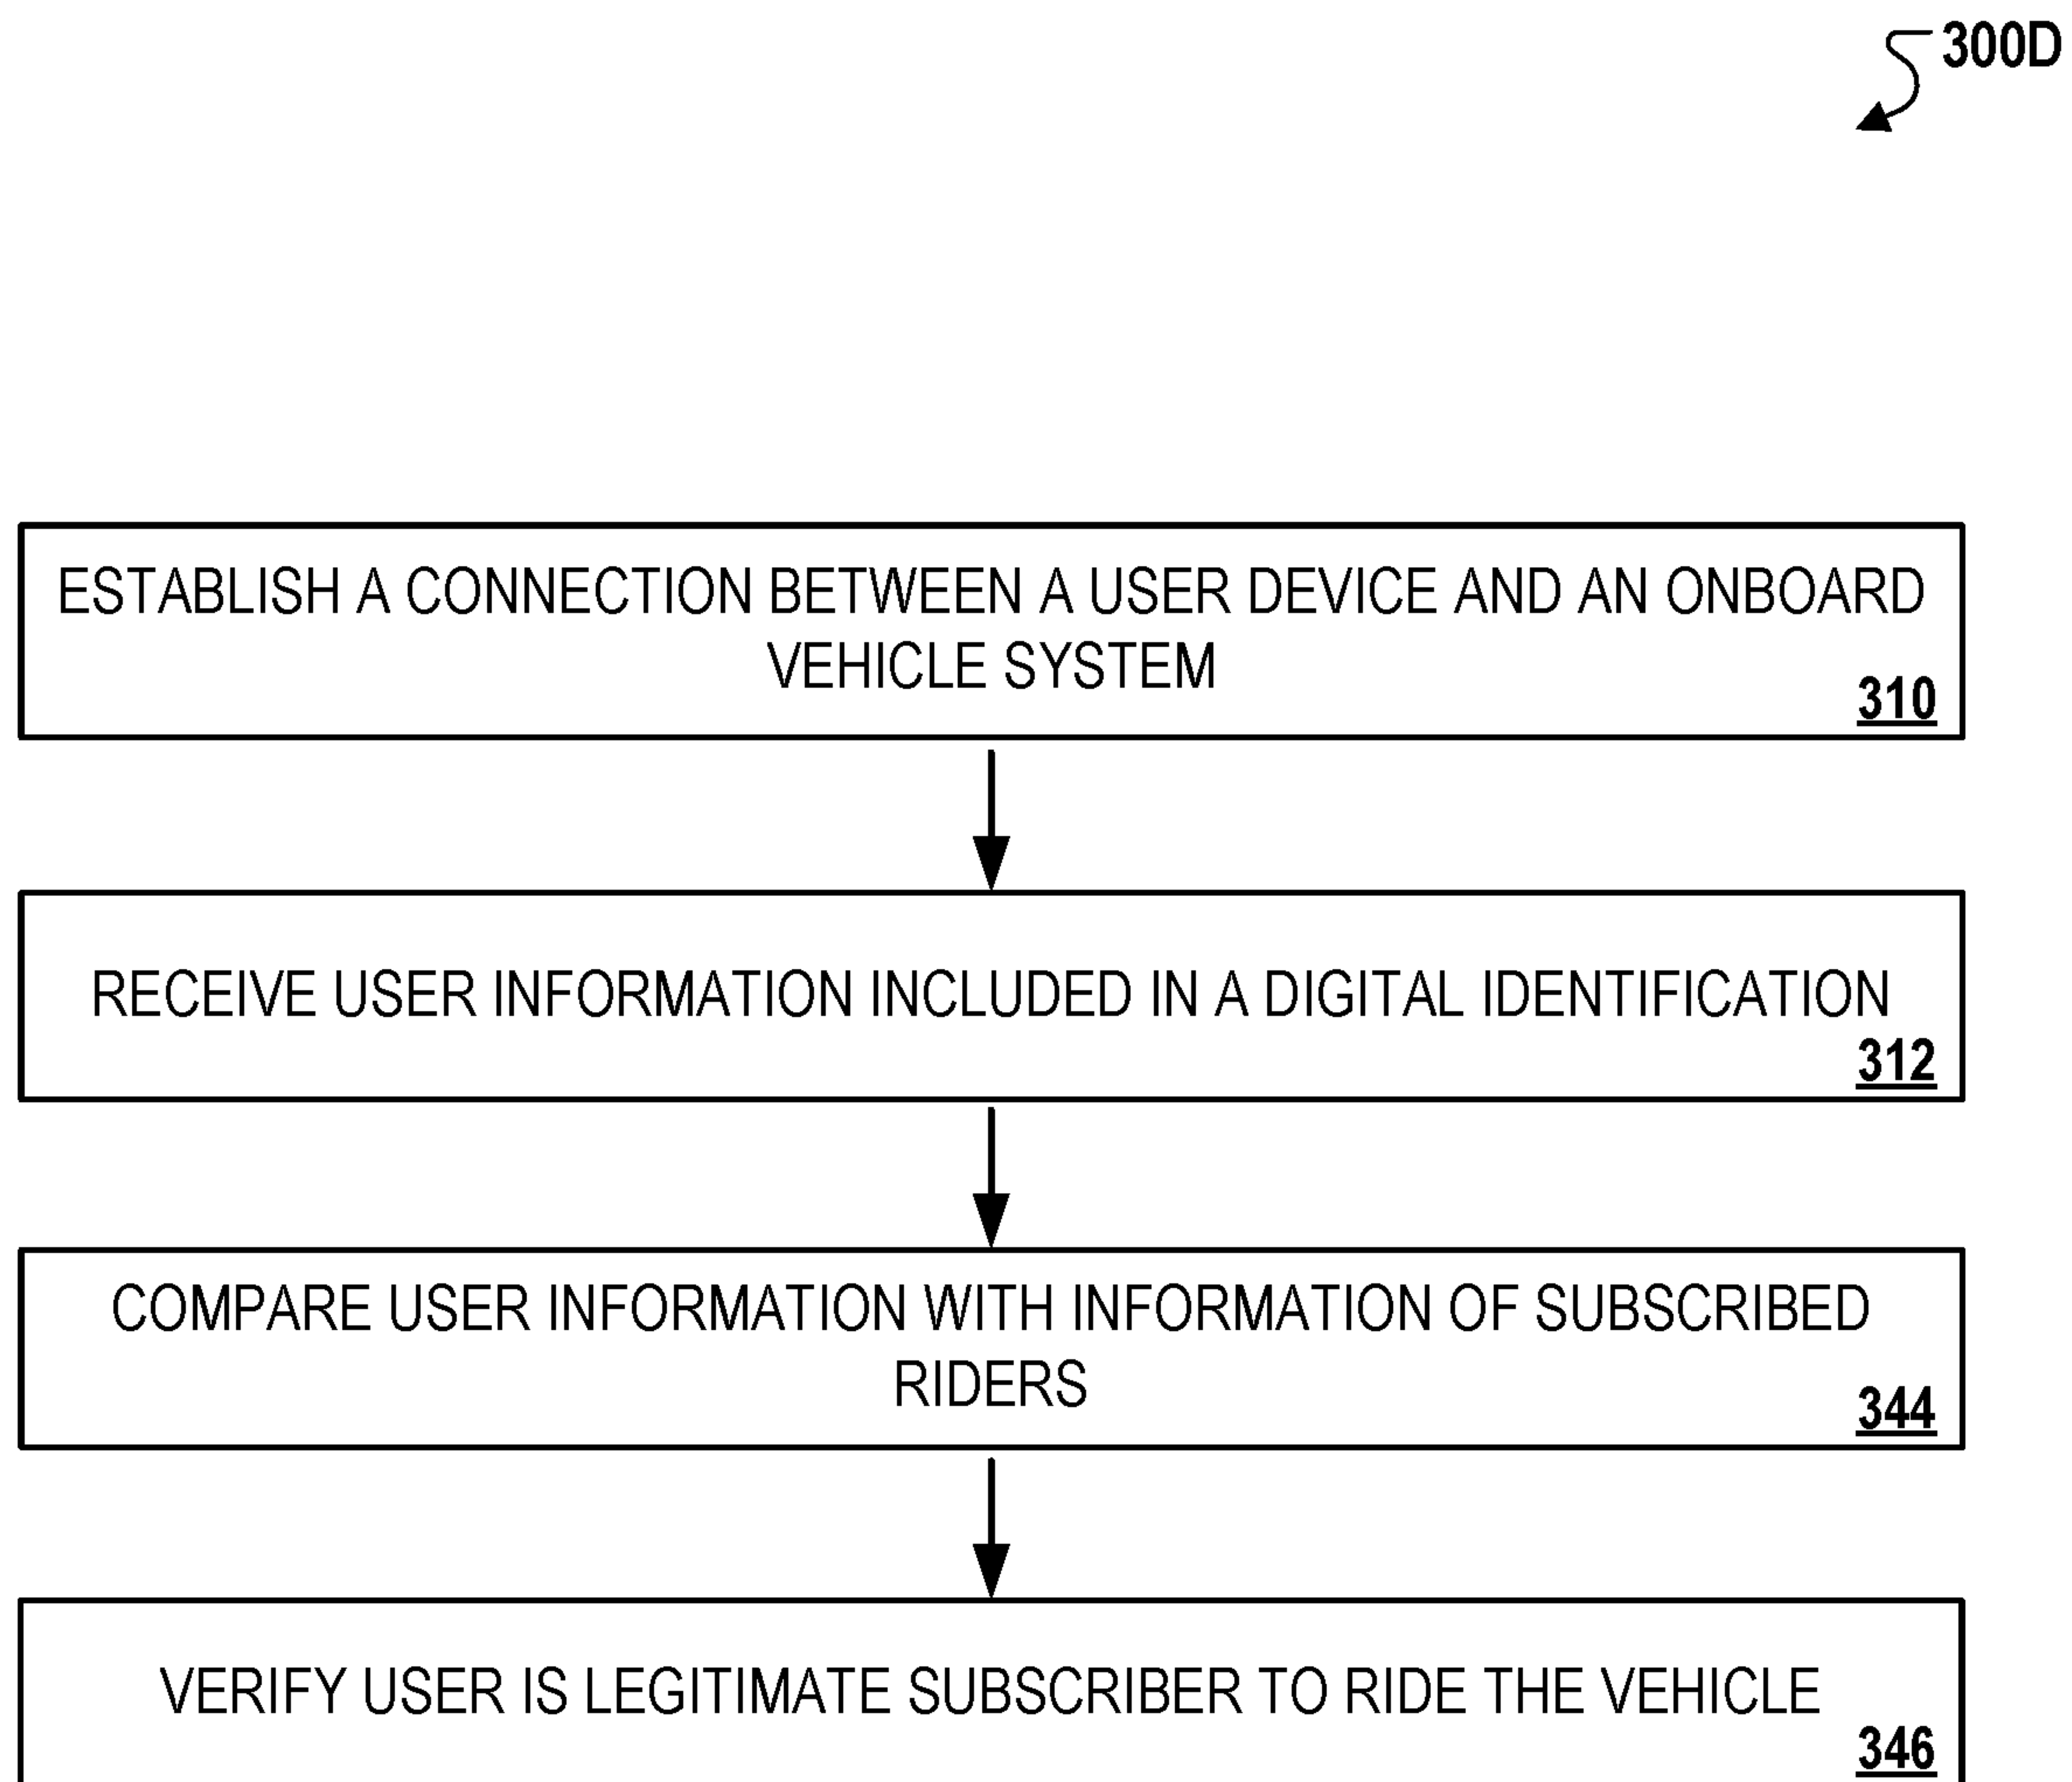 300D
ESTABLISH A CONNECTION BETWEEN A USER DEVICE AND AN ONBOARD
VEHICLE SYSTEM
310
RECEIVE USER INFORMATION INCLUDED IN A DIGITAL IDENTIFICATION
312
COMPARE USER INFORMATION WITH INFORMATION OF SUBSCRIBED
RIDERS
344
VERIFY USER IS LEGITIMATE SUBSCRIBER TO RIDE THE VEHICLE
346